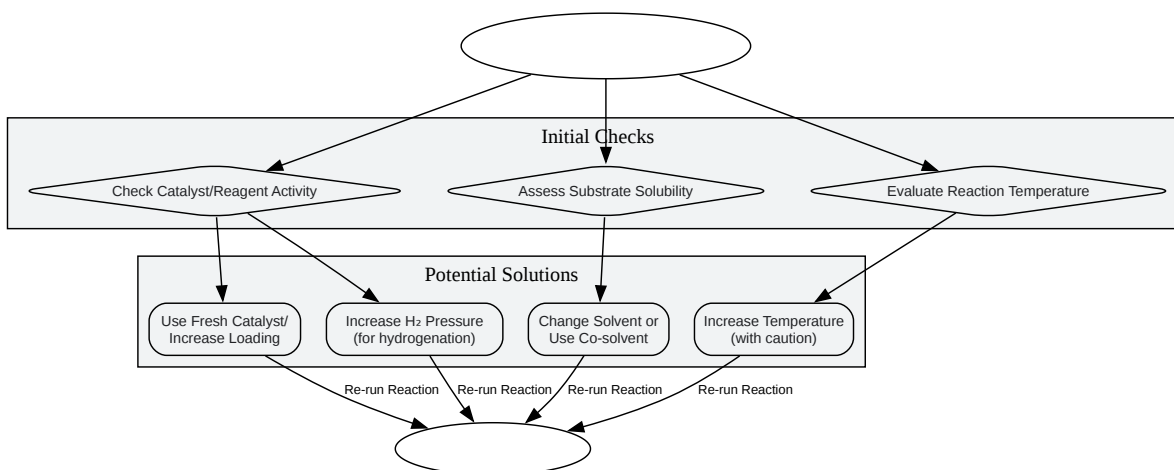 Initial Checks
Check Catalyst/Reagent Activity
Assess Substrate Solubility
Evaluate Reaction Temperature
Potential Solutions
Use Fresh Catalyst/
Increase Loading
Increase H₂ Pressure
(for hydrogenation)
Change Solvent or
Use Co-solvent
Increase Temperature
(with caution)
Re-run Reaction
Re-run Reaction
Re-run Reaction
Re-run Reaction